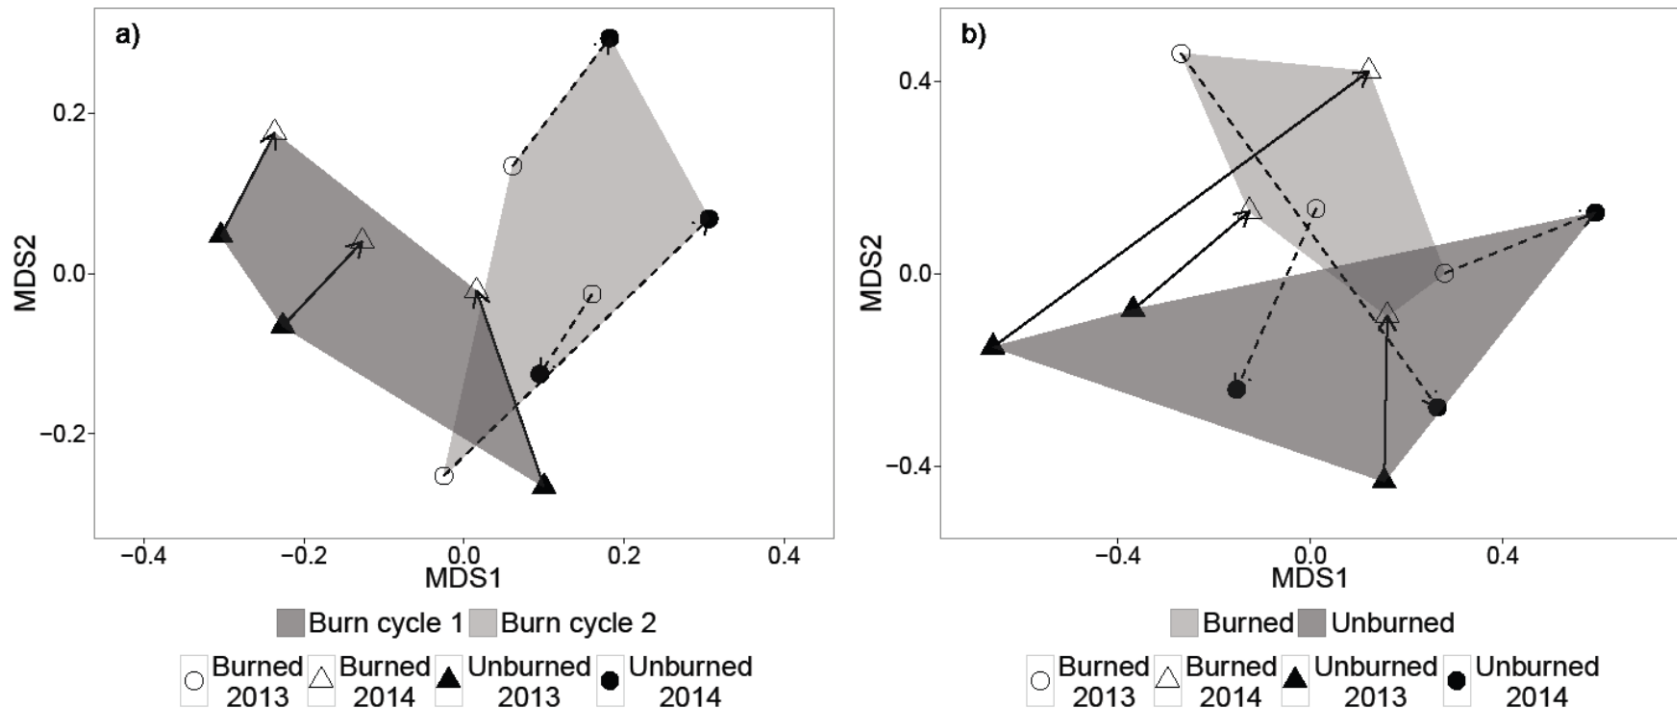 a)
MDS2
0.2
0.0
−0.2
−0.4
−0.2
0.0
0.2
0.4
MDS1
Burn cycle 1 Burn cycle 2
Burned 2013
Burned 2014
Unburned 2013
Unburned 2014
b)
MDS2
0.4
0.0
−0.4
−0.4
0.0
0.4
MDS1
Burned Unburned
Burned 2013
Burned 2014
Unburned 2013
Unburned 2014